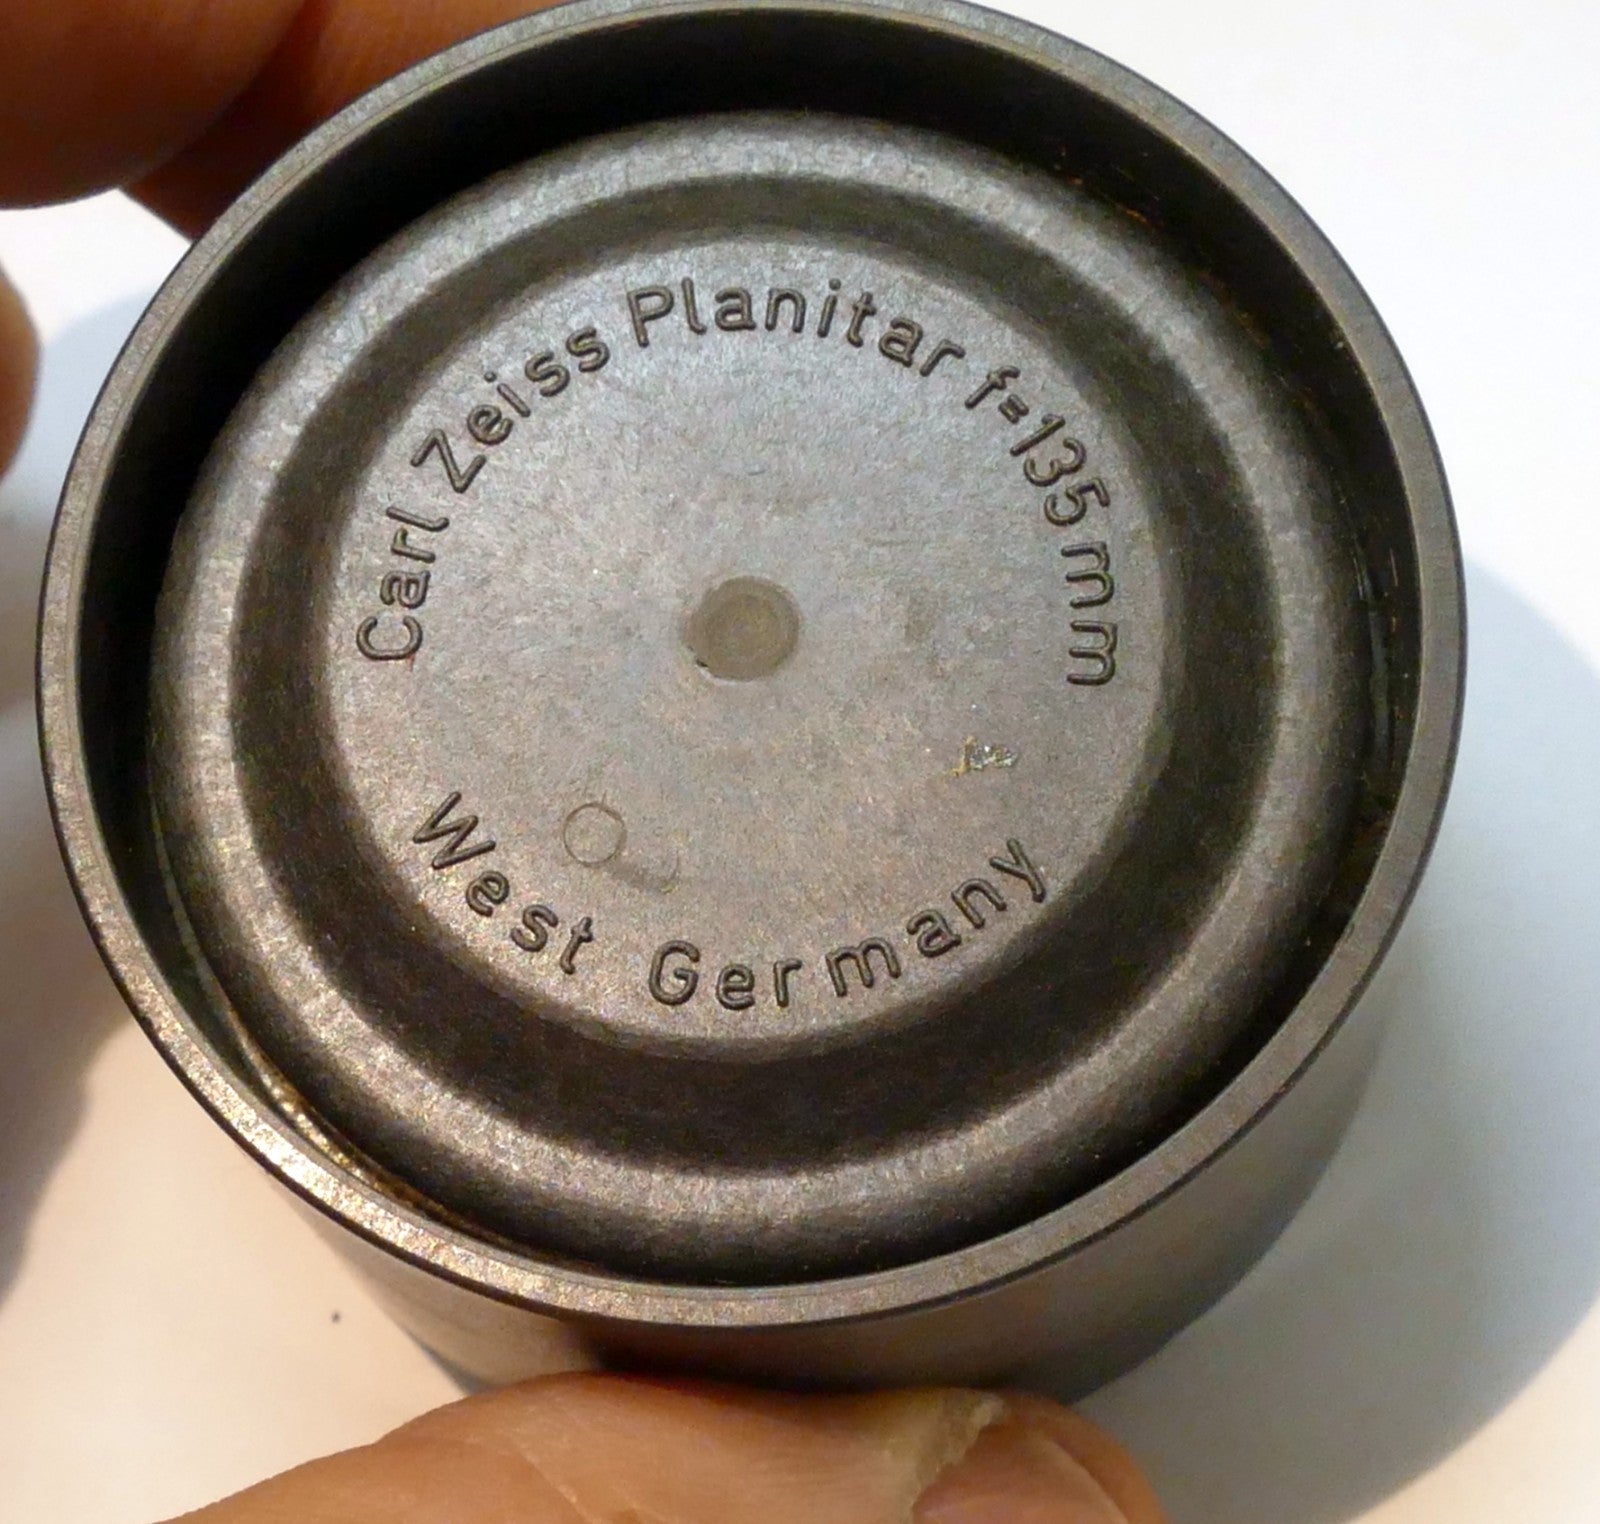 Carl Zeiss Planitar f=135mm
West Germany